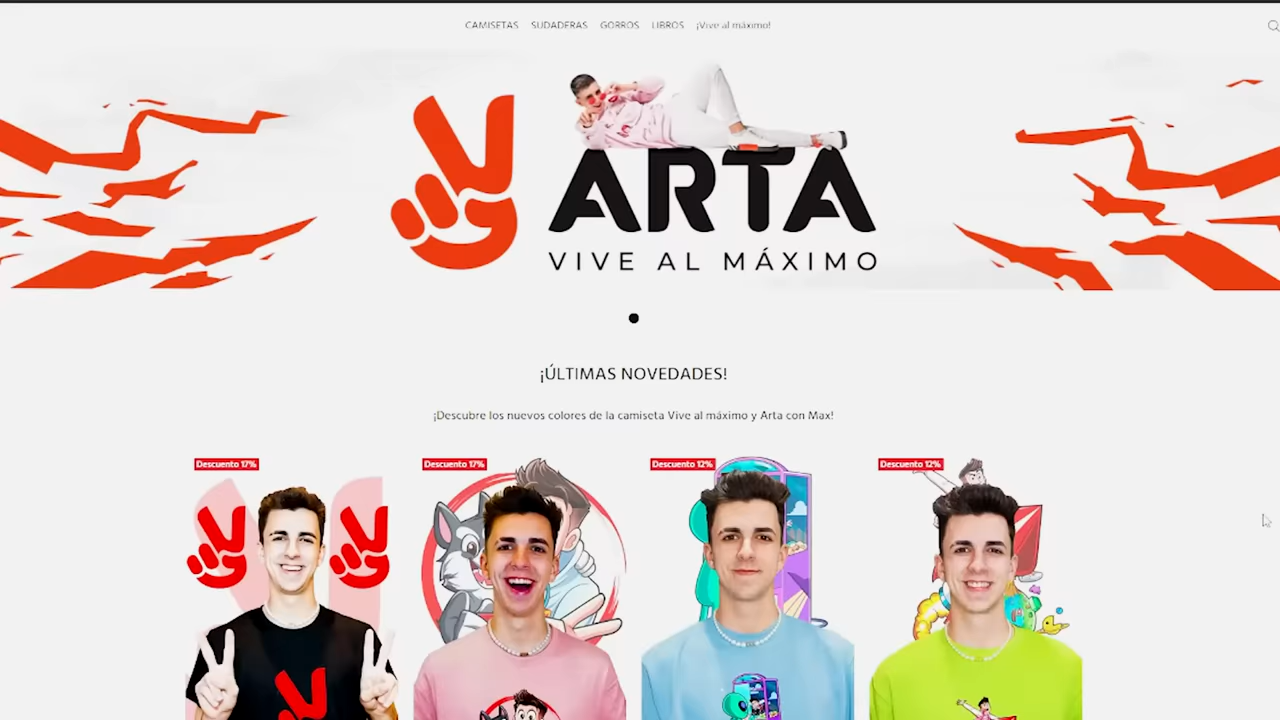 CAMISETAS SUDADERAS GORROS LIBROS ¡Vive al máximo!
ARTA
VIVE AL MÁXIMO
¡ÚLTIMAS NOVEDADES!
¡Descubre los nuevos colores de la camiseta Vive al máximo y Arta con Max!
Descuento 17% Descuento 17% Descuento 12% Descuento 12%